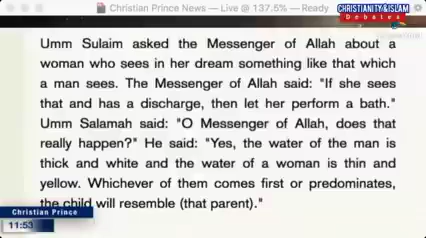 Christian Prince News — Live @ 137.5% — Ready
CHRISTIANITY&ISLAM
Debates
Umm Sulaim asked the Messenger of Allah about a
woman who sees in her dream something like that which
a man sees. The Messenger of Allah said: "If she sees
that and has a discharge, then let her perform a bath."
Umm Salamah said: "O Messenger of Allah, does that
really happen?" He said: "Yes, the water of the man is
thick and white and the water of a woman is thin and
yellow. Whichever of them comes first or predominates,
the child will resemble (that parent)."
Christian Prince
11:53